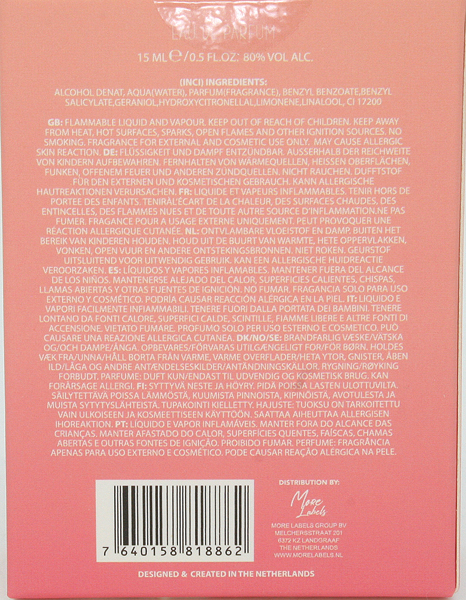 EAU DE PARFUM
15 ML ℮/0.5 FL.OZ: 80% VOL ALC.
(INCI) INGREDIENTS:
ALCOHOL DENAT, AQUA(WATER), PARFUM(FRAGRANCE), BENZYL BENZOATE,BENZYL
SALICYLATE,GERANIOL,HYDROXYCITRONELLAL,LIMONENE,LINALOOL, CI 17200
GB: FLAMMABLE LIQUID AND VAPOUR. KEEP OUT OF REACH OF CHILDREN. KEEP AWAY
FROM HEAT, HOT SURFACES, SPARKS, OPEN FLAMES AND OTHER IGNITION SOURCES. NO
SMOKING. FRAGRANCE FOR EXTERNAL AND COSMETIC USE ONLY. MAY CAUSE ALLERGIC
SKIN REACTION. DE: FLÜSSIGKEIT UND DAMPF ENTZÜNDBAR. AUSSERHALB DER REICHWEITE
VON KINDERN AUFBEWAHREN. FERNHALTEN VON WÄRMEQUELLEN, HEISSEN OBERFLÄCHEN,
FUNKEN, OFFENEM FEUER UND ANDEREN ZÜNDQUELLEN. NICHT RAUCHEN. DUFFTSTOF
FÜR DEN EXTERNEN UND KOSMETISCHEN GEBRAUCH. KANN ALLERGISCHE
HAUTREAKTIONEN VERURSACHEN. FR: LIQUIDE ET VAPEURS INFLAMMABLES. TENIR HORS DE
PORTEE DES ENFANTS. TENIRÀL'ÉCART DE LA CHALEUR, DES SURFACES CHAUDES, DES
ENTINCELLES, DES FLAMMES NUES ET DE TOUTE AUTRE SOURCE D'INFLAMMATION.NE PAS
FUMER. FRAGANCE POUR A USAGE EXTERNE UNIQUEMENT. PEUT PROVOQUER UNE
RÉACTION ALLERGIQUE CUTANÉE. NL: ONTVLAMBARE VLOEISTOF EN DAMP. BUITEN HET
BEREIK VAN KINDEREN HOUDEN. HOUD UIT DE BUURT VAN WARMTE, HETE OPPERVLAKKEN,
VONKEN, OPEN VUUR EN ANDERE ONTSTEKINGSBRONNEN. NIET ROKEN. GEURSTOF
UITSLUITEND VOOR UITWENDIG GEBRUIK. KAN EEN ALLERGISCHE HUIDREACTIE
VEROORZAKEN. ES: LÍQUIDOS Y VAPORES INFLAMABLES. MANTENER FUERA DEL ALCANCE
DE LOS NIÑOS. MANTENERSE ALEJADO DEL CALOR, SUPERFICIES CALIENTES, CHISPAS,
LLAMAS ABIERTAS Y OTRAS FUENTES DE IGNICIÓN. NO FUMAR. FRAGANCIA SOLO PARA USO
EXTERNO Y COSMÉTICO. PODRÍA CAUSAR REACCIÓN ALÉRGICA EN LA PIEL. IT: LIQUIDO E
VAPORI FACILMENTE INFIAMMABILI. TENERE FUORI DALLA PORTATA DEI BAMBINI. TENERE
LONTANO DA FONTI CALORE, SUPERFICI CALDE, SCINTILLE, FIAMME LIBERE E ALTRE FONTI DI
ACCENSIONE. VIETATO FUMARE. PROFUMO SOLO PER USO ESTERNO E COSMETICO. PUÒ
CAUSARE UNA REAZIONE ALLERGICA CUTANEA. DK/NO/SE: BRANDFARLIG VÆSKE/VÄTSKA
OG/OCH DAMPE/ÅNGA. OPBEVARES/FÖRVARAS UTILGÆNGELIGT FOR/FÖR BØRN. HOLDES
VÆK FRA/UNNA/HÅLL BORTA FRÅN VARME, VARME OVERFLADER/HETA YTOR, GNISTER, ÅBEN
ILD/LÅGA OG ANDRE ANTÆNDELSESKILDER/ANTÄNDNINGSKÄLLOR. RYGNING/RØYKING
FORBUDT. PARFUME: DUFT KUN/ENDAST TIL UDVENDIG OG KOSMETISK BRUG. KAN
FORÅRSAGE ALLERGI. FI: SYTTYVÄ NESTE JA HÖYRY. PIDÄ POISSA LASTEN ULOTTUVILTA.
SÄILYTETTÄVÄ POISSA LÄMMÖSTÄ, KUUMISTA PINNOISTA, KIPINÖISTÄ, AVOTULESTA JA
MUISTA SYTYTYSLÄHTEISTÄ. TUPAKOINTI KIELLETTY. HAJUSTE: TUOKSU ON TARKOITETTU
VAIN ULKOISEEN JA KOSMEETTISEEN KÄYTTÖÖN. SAATTAA AIHEUTTAA ALLERGISEN
IHOREAKTION. PT: LÍQUIDO E VAPOR INFLAMÁVEIS. MANTER FORA DO ALCANCE DAS
CRIANÇAS. MANTER AFASTADO DO CALOR, SUPERFÍCIES QUENTES, FAÍSCAS, CHAMAS
ABERTAS E OUTRAS FONTES DE IGNIÇÃO. PROIBIDO FUMAR. PERFUME: FRAGRÂNCIA
APENAS PARA USO EXTERNO E COSMÉTICO. PODE CAUSAR REAÇÃO ALÉRGICA NA PELE.
DISTRIBUTION BY:
More
Labels
MORE LABELS GROUP BV
MELCHERSTRAAT 201
6372 KZ LANDGRAAF
THE NETHERLANDS
WWW.MORELABELS.NL
7 640158 818862
DESIGNED & CREATED IN THE NETHERLANDS